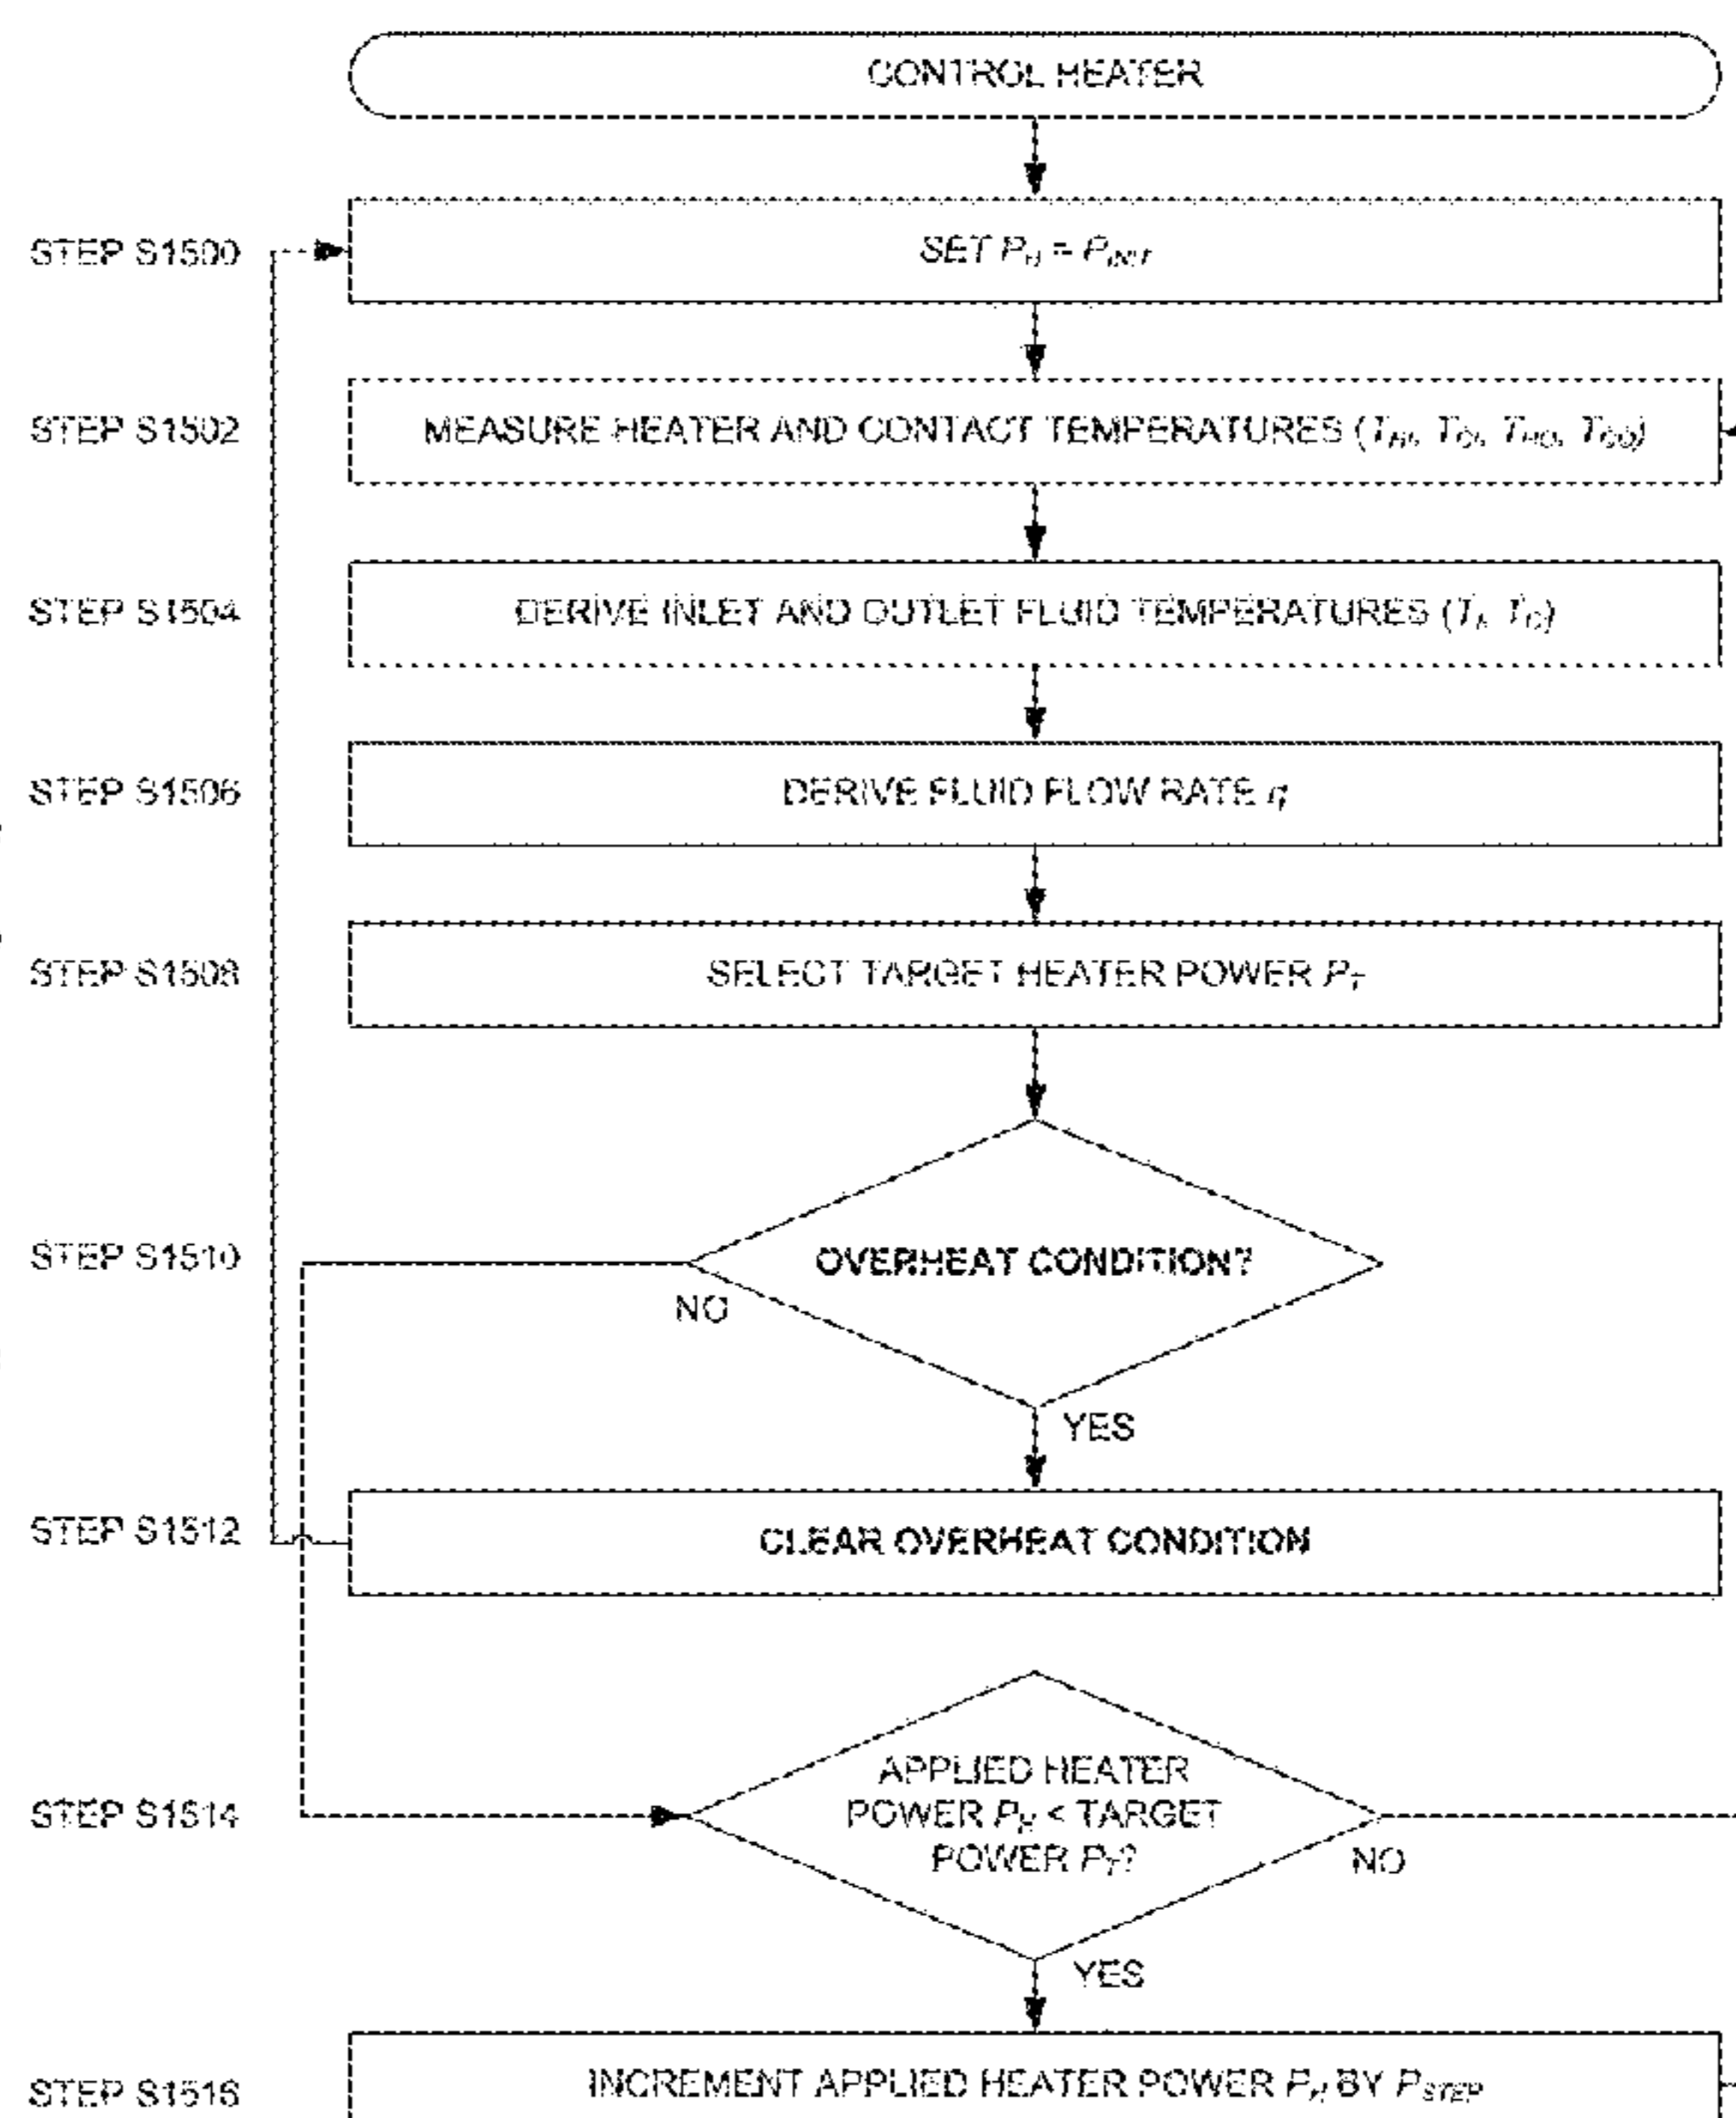 CONTROL HEATER
STEP S1500
SET P_H = P_INIT
STEP S1502
MEASURE HEATER AND CONTACT TEMPERATURES (T_HI, T_CI, T_HO, T_CO)
STEP S1504
DERIVE INLET AND OUTLET FLUID TEMPERATURES (T_I, T_O)
STEP S1506
DERIVE FLUID FLOW RATE
STEP S1508
SELECT TARGET HEATER POWER P_T
STEP S1510
OVERHEAT CONDITION?
NO
YES
STEP S1512
CLEAR OVERHEAT CONDITION
STEP S1514
APPLIED HEATER
POWER P_H < TARGET
POWER P_T?
NO
YES
STEP S1516
INCREMENT APPLIED HEATER POWER P_H BY P_STEP